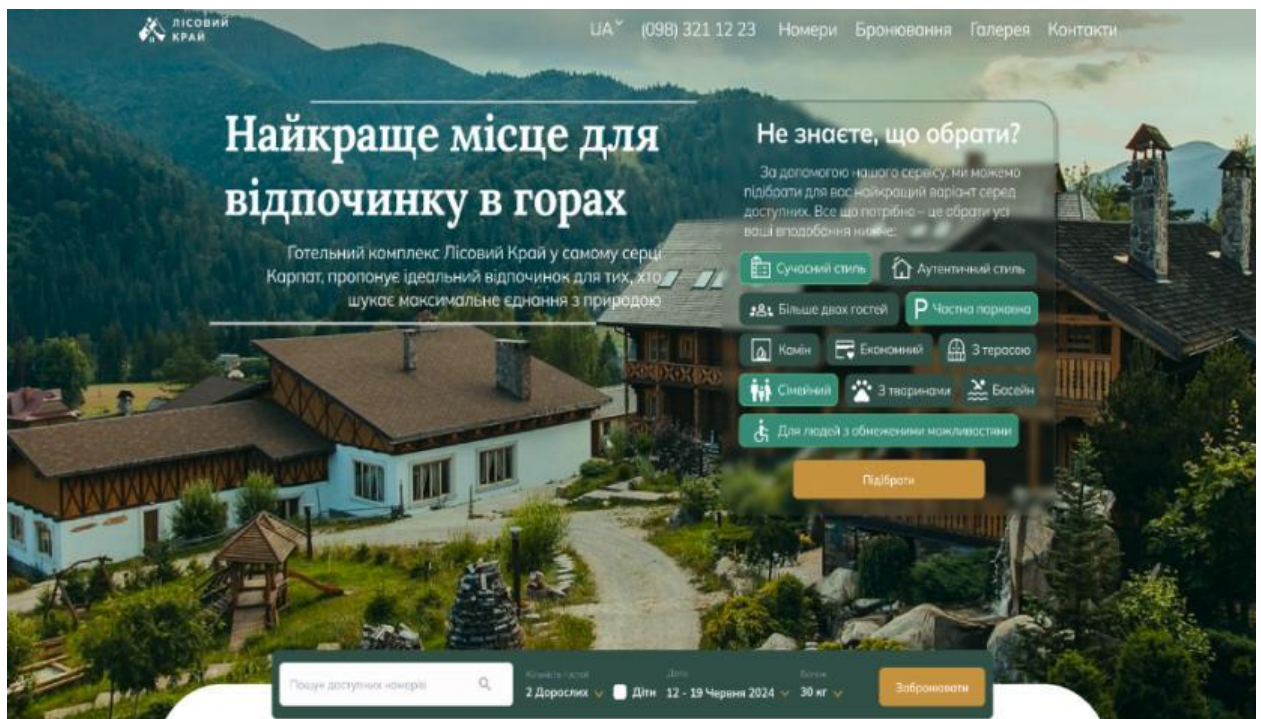 ЛІСОВИЙ
КРАЙ
UA (098) 321 12 23 Номери Бронювання Галерея Контакти
Найкраще місце для
відпочинку в горах
Готельний комплекс Лісовий Край у самому серці
Карпат, пропонує ідеальний відпочинок для тих, хто
шукає максимальне єднання з природою
Не знаєте, що обрати?
За допомогою нашого сервісу, ми можемо
підібрати для вас найкращий варіант серед
доступних. Все що потрібно – це обрати усі
ваші вподобання нижче:
Сучасний стиль Аутентичний стиль
Більше двох гостей Частна парковка
Камін Економний З терасою
Сімейний З тваринами Басейн
Для людей з обмеженими можливостями
Підібрати
Пошук доступних номерів
Кількість гостей Дата Багаж
2 Дорослих Діти 12 - 19 Червня 2024 30 кг
Забронювати